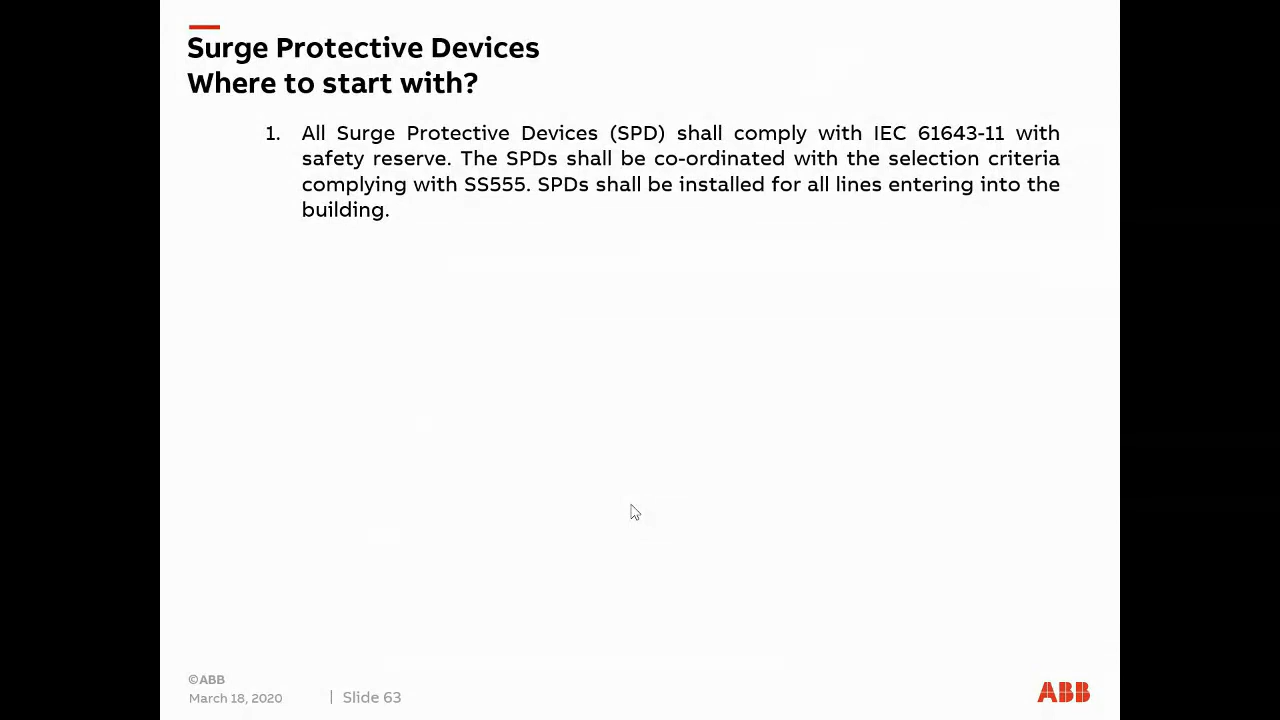 Surge Protective Devices
Where to start with?
1. All Surge Protective Devices (SPD) shall comply with IEC 61643-11 with
safety reserve. The SPDs shall be co-ordinated with the selection criteria
complying with SS555. SPDs shall be installed for all lines entering into the
building.
©ABB
March 18, 2020 | Slide 63
ABB